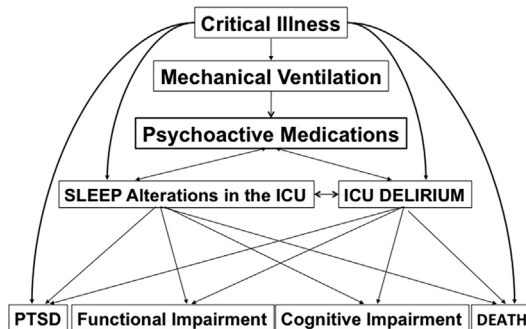 Critical Illness
Mechanical Ventilation
Psychoactive Medications
SLEEP Alterations in the ICU
ICU DELIRIUM
PTSD
Functional Impairment
Cognitive Impairment
DEATH